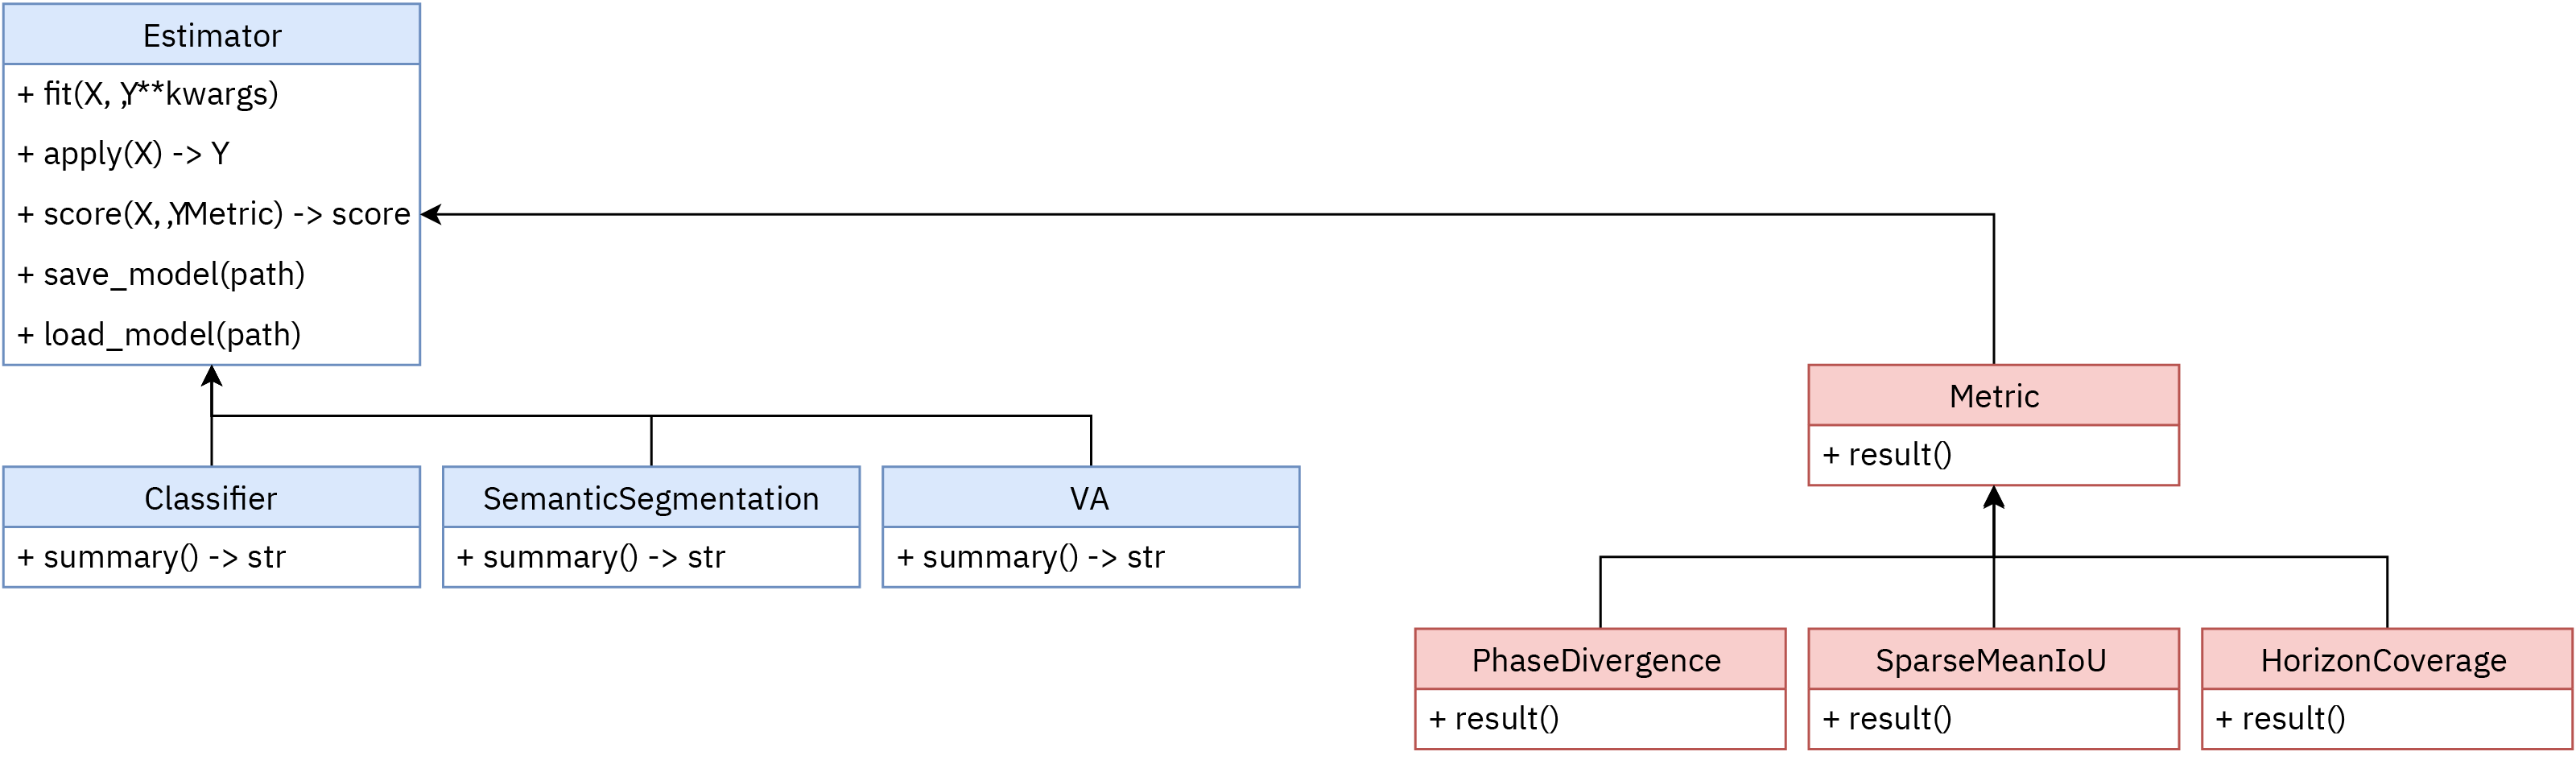 Estimator
+ fit(X, ,Y**kwargs)
+ apply(X) -> Y
+ score(X, ,YMetric) -> score
+ save_model(path)
+ load_model(path)
Metric
+ result()
Classifier
+ summary() -> str
SemanticSegmentation
+ summary() -> str
VA
+ summary() -> str
PhaseDivergence
+ result()
SparseMeanIoU
+ result()
HorizonCoverage
+ result()